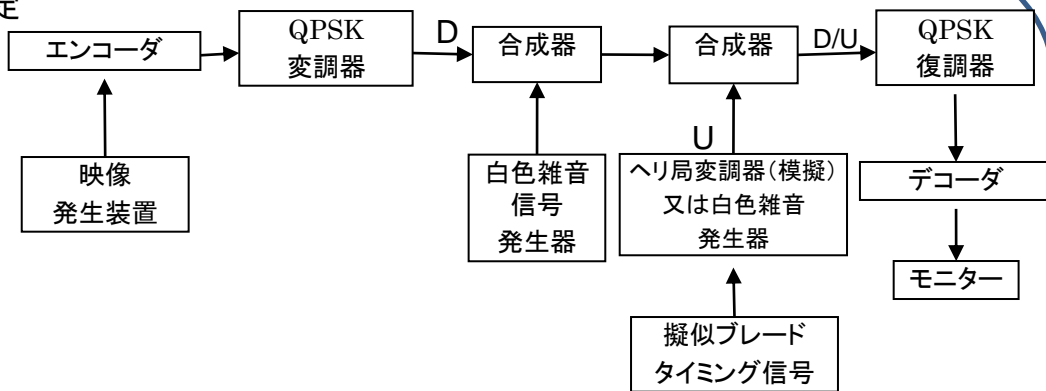 定
エンコーダ
QPSK
変調器
D
合成器
合成器
D/U
QPSK
復調器
映像
発生装置
白色雑音
信号
発生器
U
ヘリ局変調器(模擬)
又は白色雑音
発生器
デコーダ
モニター
擬似ブレード
タイミング信号